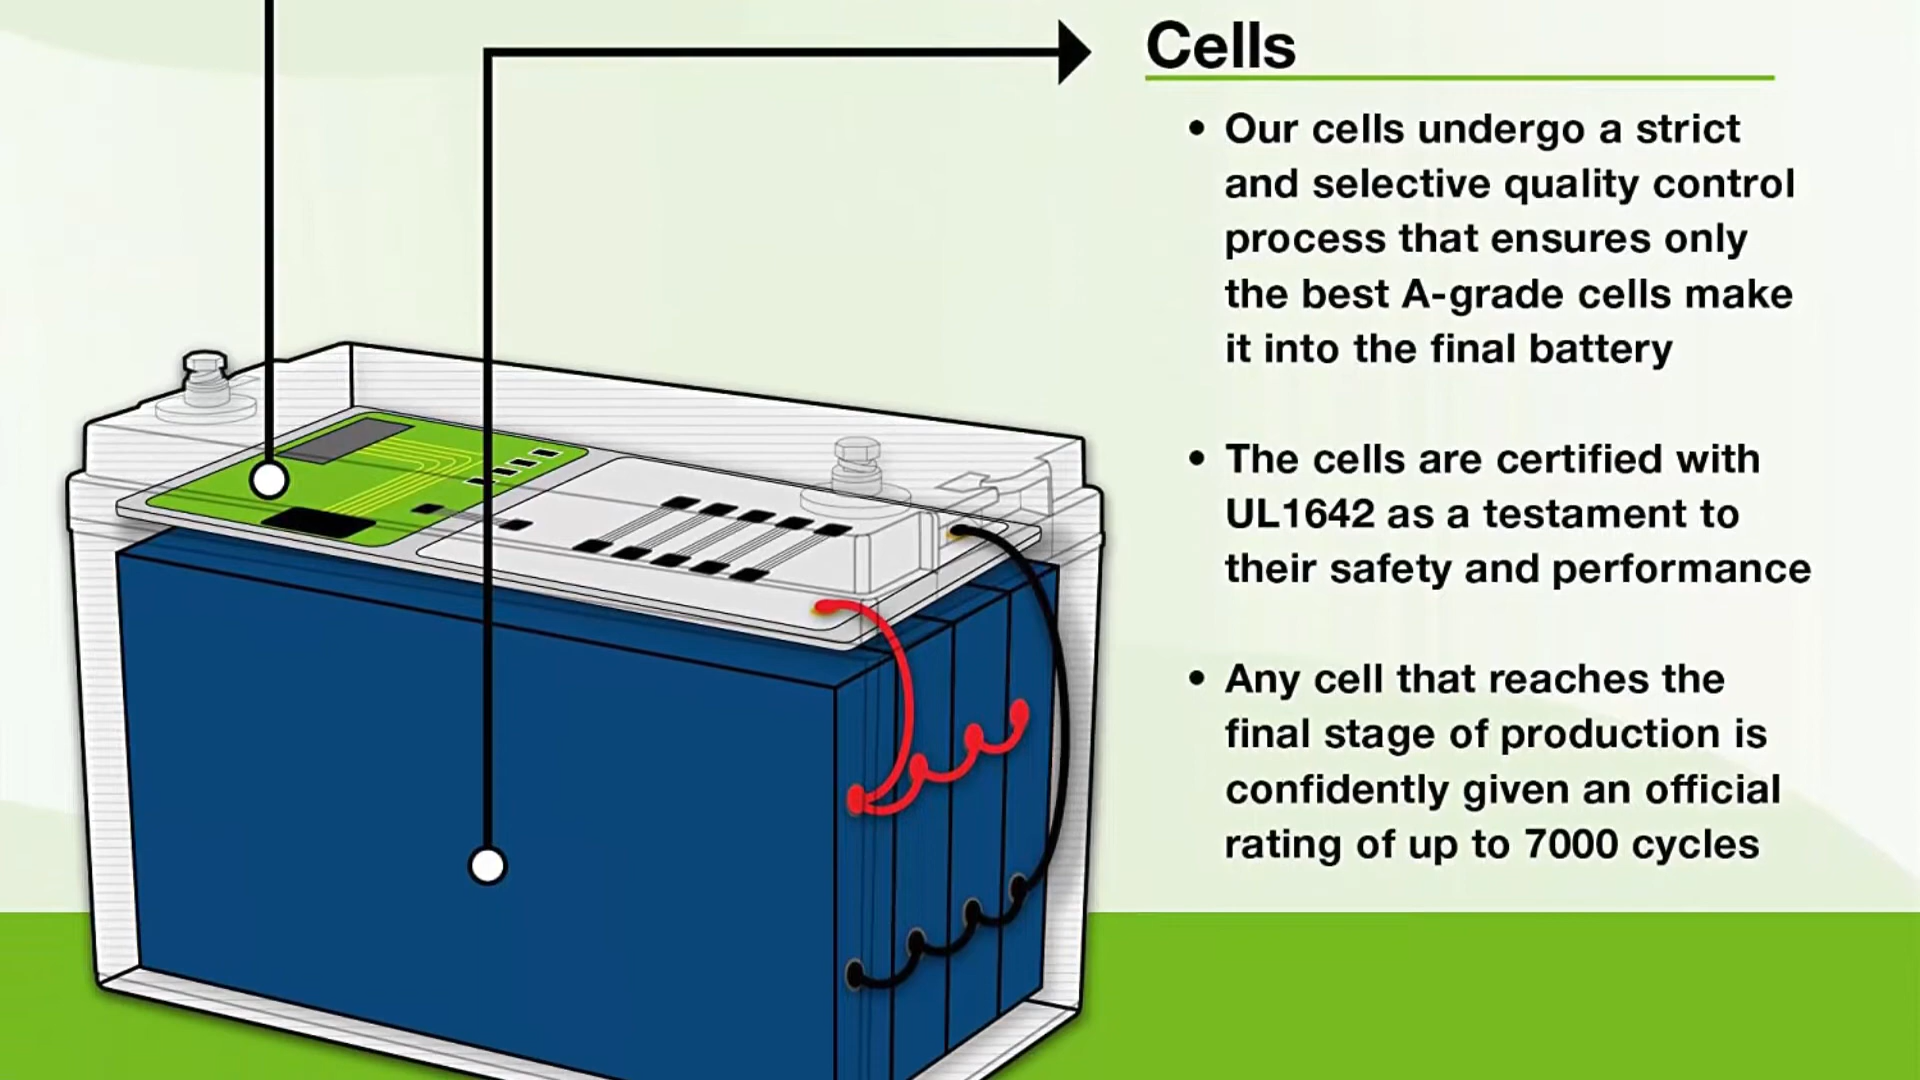 Cells
• Our cells undergo a strict
and selective quality control
process that ensures only
the best A-grade cells make
it into the final battery
• The cells are certified with
UL1642 as a testament to
their safety and performance
• Any cell that reaches the
final stage of production is
confidently given an official
rating of up to 7000 cycles